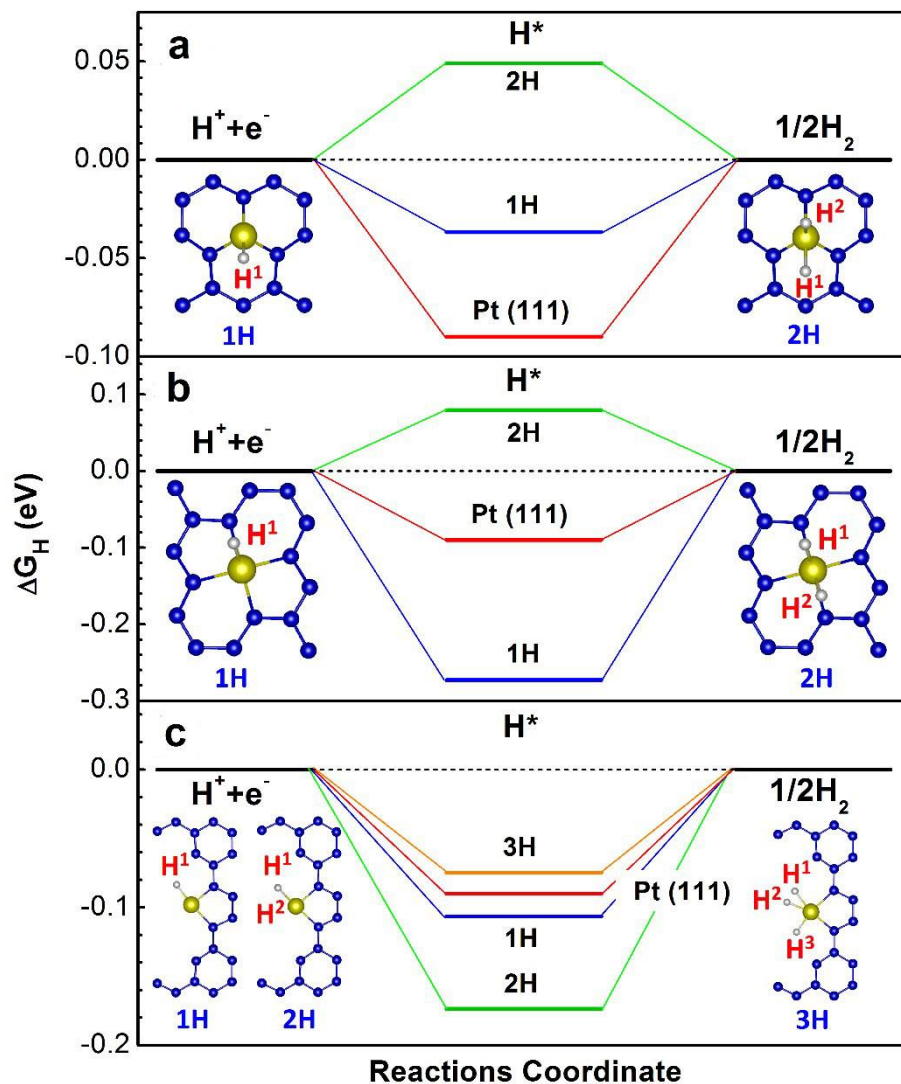 ΔG_H (eV)
a
H*
0.05
2H
H⁺+e⁻
1/2H₂
0.00
1H
H²
-0.05
H¹
H¹
Pt (111)
1H
2H
-0.10
b
H*
0.1
H⁺+e⁻
2H
1/2H₂
0.0
H¹
Pt (111)
H¹
-0.1
H²
-0.2
1H
1H
2H
-0.3
c
H*
0.0
H⁺+e⁻
1/2H₂
H¹
H¹
3H
H¹
Pt (111)
H²
H²
-0.1
1H
H³
2H
1H
2H
3H
-0.2
Reactions Coordinate